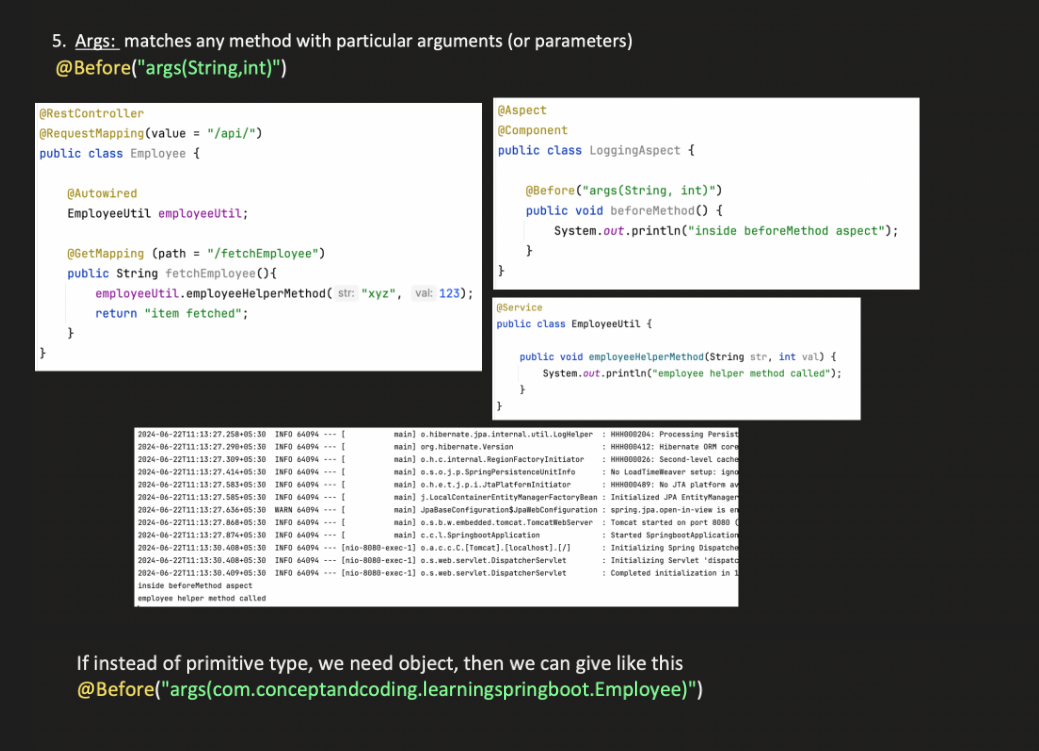 5. Args: matches any method with particular arguments (or parameters)
@Before("args(String,int)")
@RestController
@RequestMapping(value = "/api/")
public class Employee {
@Autowired
EmployeeUtil employeeUtil;
@GetMapping (path = "/fetchEmployee")
public String fetchEmployee(){
employeeUtil.employeeHelperMethod( str: "xyz", val: 123);
return "item fetched";
}
}
@Aspect
@Component
public class LoggingAspect {
@Before("args(String, int)")
public void beforeMethod() {
System.out.println("inside beforeMethod aspect");
}
}
@Service
public class EmployeeUtil {
public void employeeHelperMethod(String str, int val) {
System.out.println("employee helper method called");
}
}
2024-06-22T11:13:27.258+05:30 INFO 64094 --- [ main] o.hibernate.jpa.internal.util.LogHelper : HHH000204: Processing Persist
2024-06-22T11:13:27.290+05:30 INFO 64094 --- [ main] org.hibernate.Version : HHH000412: Hibernate ORM core
2024-06-22T11:13:27.309+05:30 INFO 64094 --- [ main] o.h.c.internal.RegionFactoryInitiator : HHH000026: Second-level cache
2024-06-22T11:13:27.414+05:30 INFO 64094 --- [ main] o.s.o.j.p.SpringPersistenceUnitInfo : No LoadTimeWeaver setup: igno
2024-06-22T11:13:27.583+05:30 INFO 64094 --- [ main] o.h.e.t.j.p.i.JtaPlatformInitiator : HHH000489: No JTA platform av
2024-06-22T11:13:27.585+05:30 INFO 64094 --- [ main] j.LocalContainerEntityManagerFactoryBean : Initialized JPA EntityManager
2024-06-22T11:13:27.636+05:30 WARN 64094 --- [ main] JpaBaseConfiguration$JpaWebConfiguration : spring.jpa.open-in-view is en
2024-06-22T11:13:27.868+05:30 INFO 64094 --- [ main] o.s.b.w.embedded.tomcat.TomcatWebServer : Tomcat started on port 8080 (
2024-06-22T11:13:27.874+05:30 INFO 64094 --- [ main] c.c.l.SpringbootApplication : Started SpringbootApplication
2024-06-22T11:13:30.408+05:30 INFO 64094 --- [nio-8080-exec-1] o.a.c.c.C.[Tomcat].[localhost].[/] : Initializing Spring Dispatche
2024-06-22T11:13:30.408+05:30 INFO 64094 --- [nio-8080-exec-1] o.s.web.servlet.DispatcherServlet : Initializing Servlet 'dispatc
2024-06-22T11:13:30.409+05:30 INFO 64094 --- [nio-8080-exec-1] o.s.web.servlet.DispatcherServlet : Completed initialization in 1
inside beforeMethod aspect
employee helper method called
If instead of primitive type, we need object, then we can give like this
@Before("args(com.conceptandcoding.learningspringboot.Employee)")